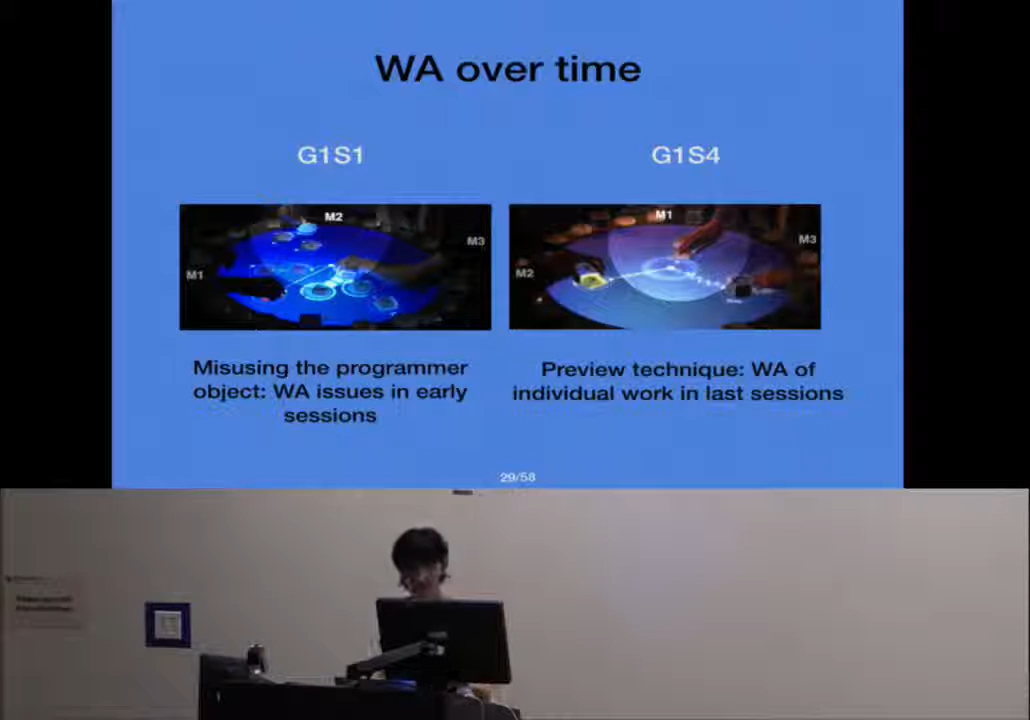 WA over time
G1S1
G1S4
M2
M3
M1
M1
M3
M2
Misusing the programmer
object: WA issues in early
sessions
Preview technique: WA of
individual work in last sessions
29/58